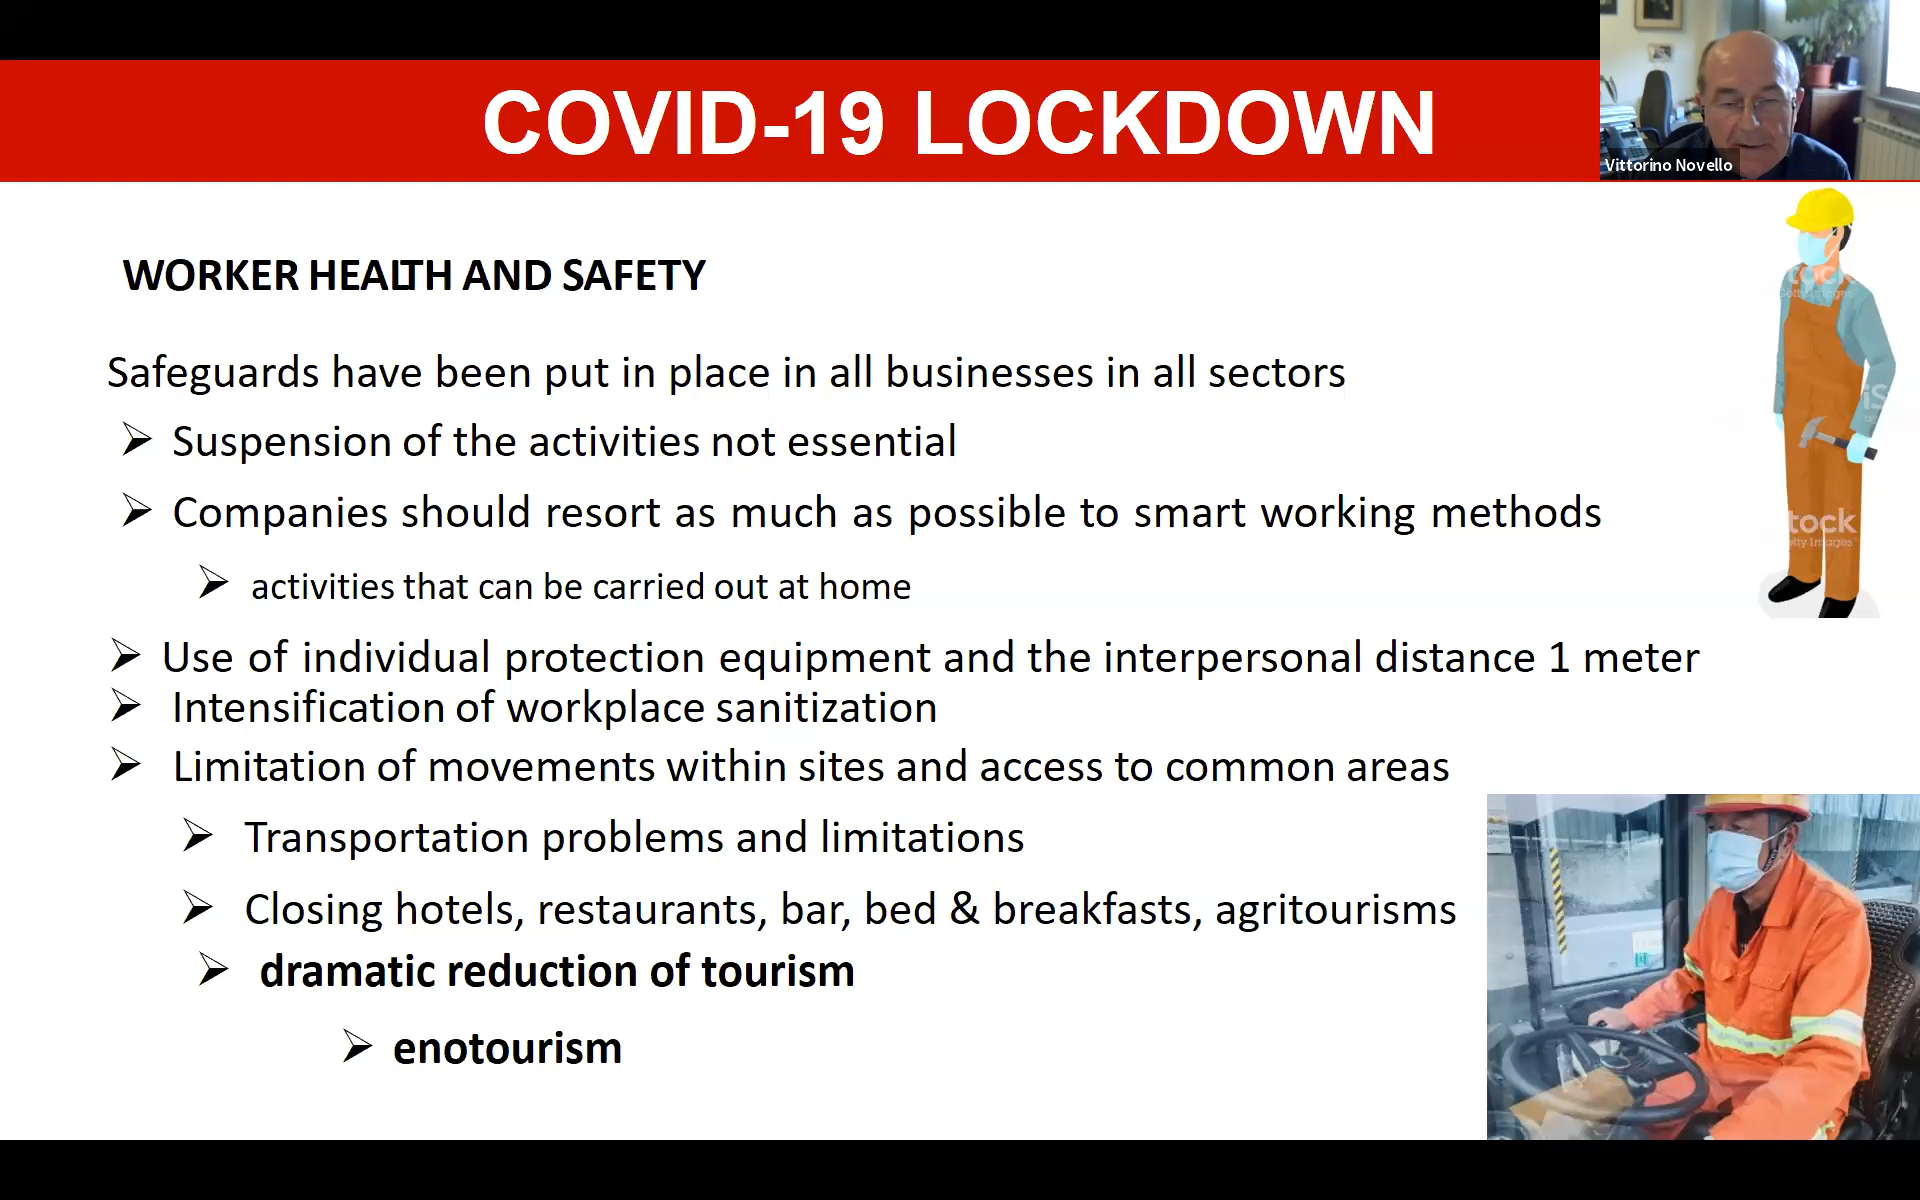 COVID-19 LOCKDOWN
Vittorino Novello
WORKER HEALTH AND SAFETY
Safeguards have been put in place in all businesses in all sectors
➢ Suspension of the activities not essential
➢ Companies should resort as much as possible to smart working methods
➢ activities that can be carried out at home
➢ Use of individual protection equipment and the interpersonal distance 1 meter
➢ Intensification of workplace sanitization
➢ Limitation of movements within sites and access to common areas
➢ Transportation problems and limitations
➢ Closing hotels, restaurants, bar, bed & breakfasts, agritourisms
➢ dramatic reduction of tourism
➢ enotourism